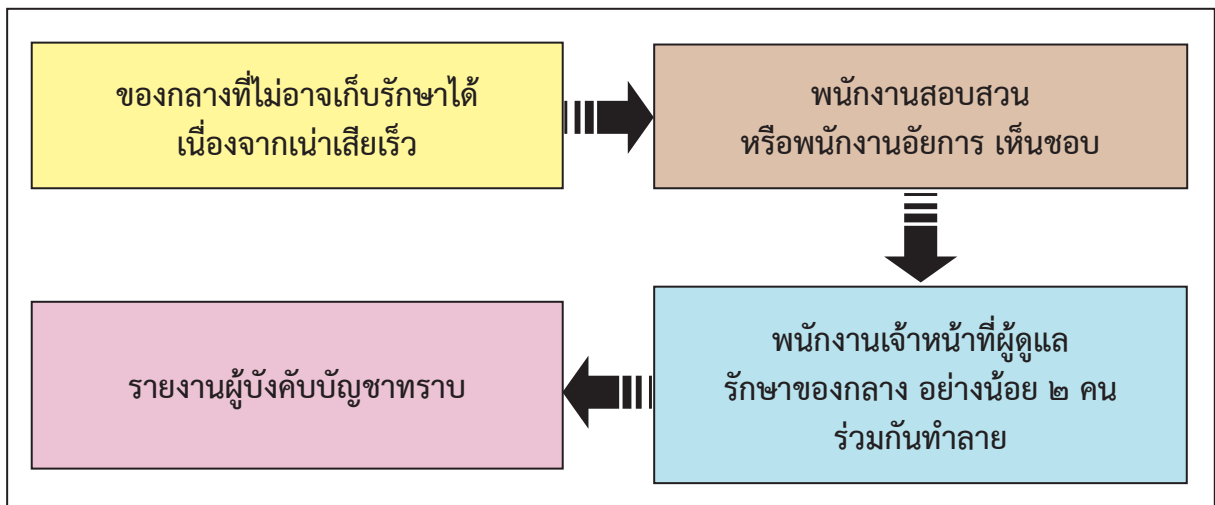 ของกลางที่ไม่อาจเก็บรักษาได้
เนื่องจากเน่าเสียเร็ว
พนักงานสอบสวน
หรือพนักงานอัยการ เห็นชอบ
พนักงานเจ้าหน้าที่ผู้ดูแล
รักษาของกลาง อย่างน้อย ๒ คน
ร่วมกันทำลาย
รายงานผู้บังคับบัญชาทราบ